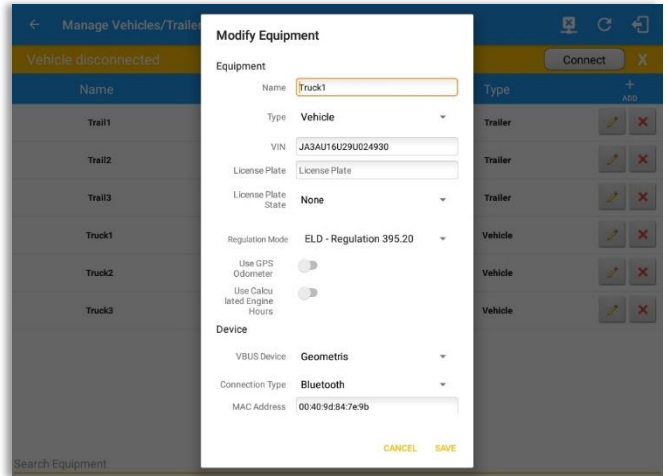 Manage Vehicles/Trailer
Vehicle disconnected
Connect
X
Name
Type
+
ADD
Trail1
Trailer
Trail2
Trailer
Trail3
Trailer
Truck1
Vehicle
Truck2
Vehicle
Truck3
Vehicle
Search Equipment
Modify Equipment
Equipment
Name Truck1
Type Vehicle
VIN JA3AU16U29U024930
License Plate License Plate
License Plate
State None
Regulation Mode ELD - Regulation 395.20
Use GPS
Odometer
Use Calcu
lated Engine
Hours
Device
VBUS Device Geometris
Connection Type Bluetooth
MAC Address 00:40:9d:84:7e:9b
CANCEL SAVE